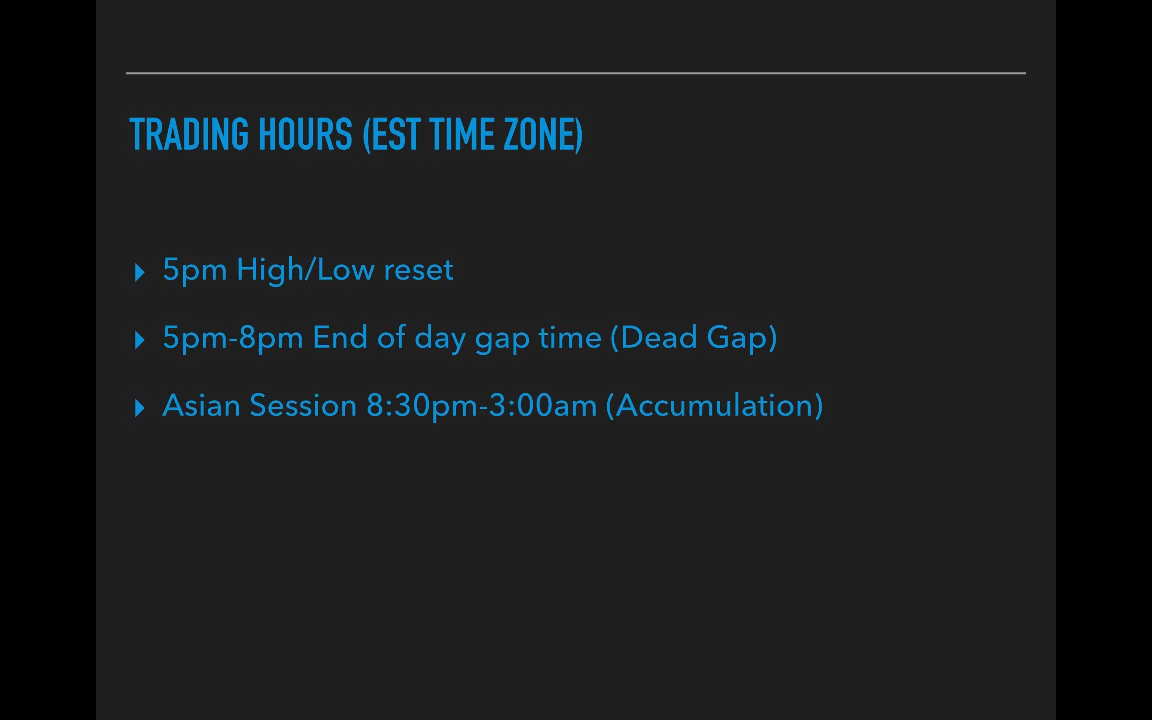 TRADING HOURS (EST TIME ZONE)
▸ 5pm High/Low reset
▸ 5pm-8pm End of day gap time (Dead Gap)
▸ Asian Session 8:30pm-3:00am (Accumulation)